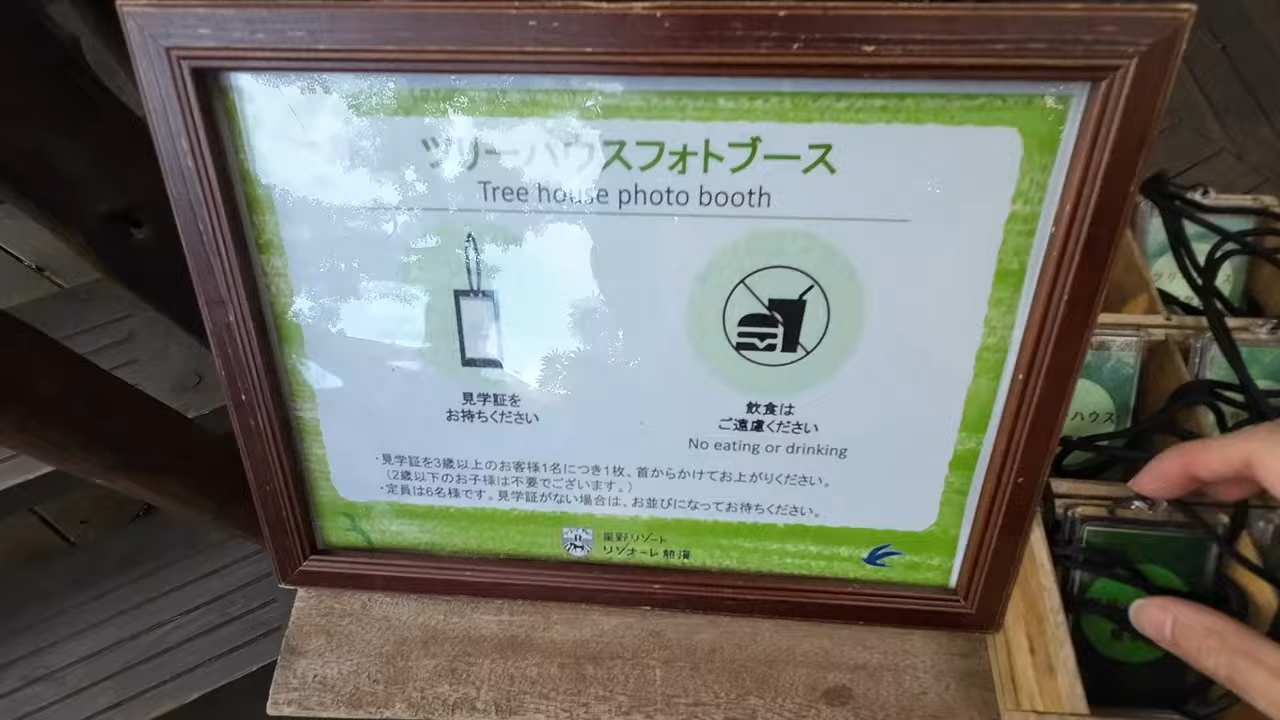 ツリーハウスフォトブース
Tree house photo booth
見学証を
お持ちください
飲食は
ご遠慮ください
No eating or drinking
・見学証を3歳以上のお客様1名につき1枚、首からかけてお上がりください。
（2歳以下のお子様は不要でございます。）
・定員は6名様です。見学証がない場合は、お並びになってお待ちください。
星野リゾート
リゾナーレ 熱海
ハウス